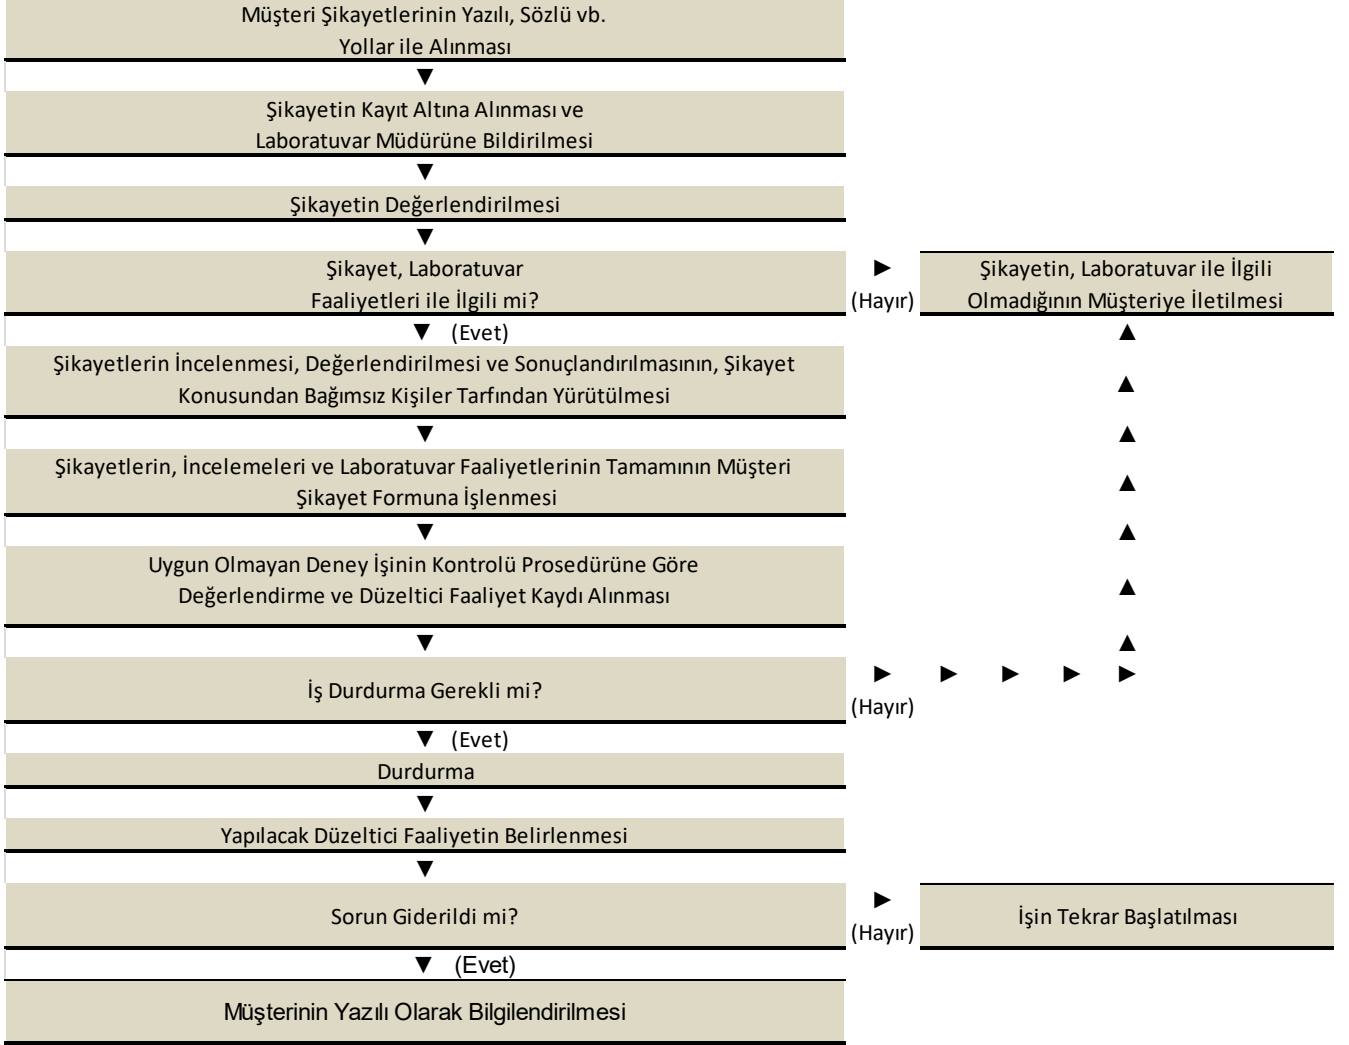 Müşteri Şikayetlerinin Yazılı, Sözlü vb.
Yollar ile Alınması
▼
Şikayetin Kayıt Altına Alınması ve
Laboratuvar Müdürüne Bildirilmesi
▼
Şikayetin Değerlendirilmesi
▼
Şikayet, Laboratuvar
Faaliyetleri ile İlgili mi?
►
(Hayır)
Şikayetin, Laboratuvar ile İlgili
Olmadığının Müşteriye İletilmesi
▼ (Evet)
▲
Şikayetlerin İncelenmesi, Değerlendirilmesi ve Sonuçlandırılmasının, Şikayet
Konusundan Bağımsız Kişiler Tarfından Yürütülmesi
▲
▼
▲
Şikayetlerin, İncelemeleri ve Laboratuvar Faaliyetlerinin Tamamının Müşteri
Şikayet Formuna İşlenmesi
▲
▼
▲
Uygun Olmayan Deney İşinin Kontrolü Prosedürüne Göre
Değerlendirme ve Düzeltici Faaliyet Kaydı Alınması
▲
▼
▲
İş Durdurma Gerekli mi?
► ► ► ► ►
(Hayır)
▼ (Evet)
Durdurma
▼
Yapılacak Düzeltici Faaliyetin Belirlenmesi
▼
Sorun Giderildi mi?
►
(Hayır)
İşin Tekrar Başlatılması
▼ (Evet)
Müşterinin Yazılı Olarak Bilgilendirilmesi